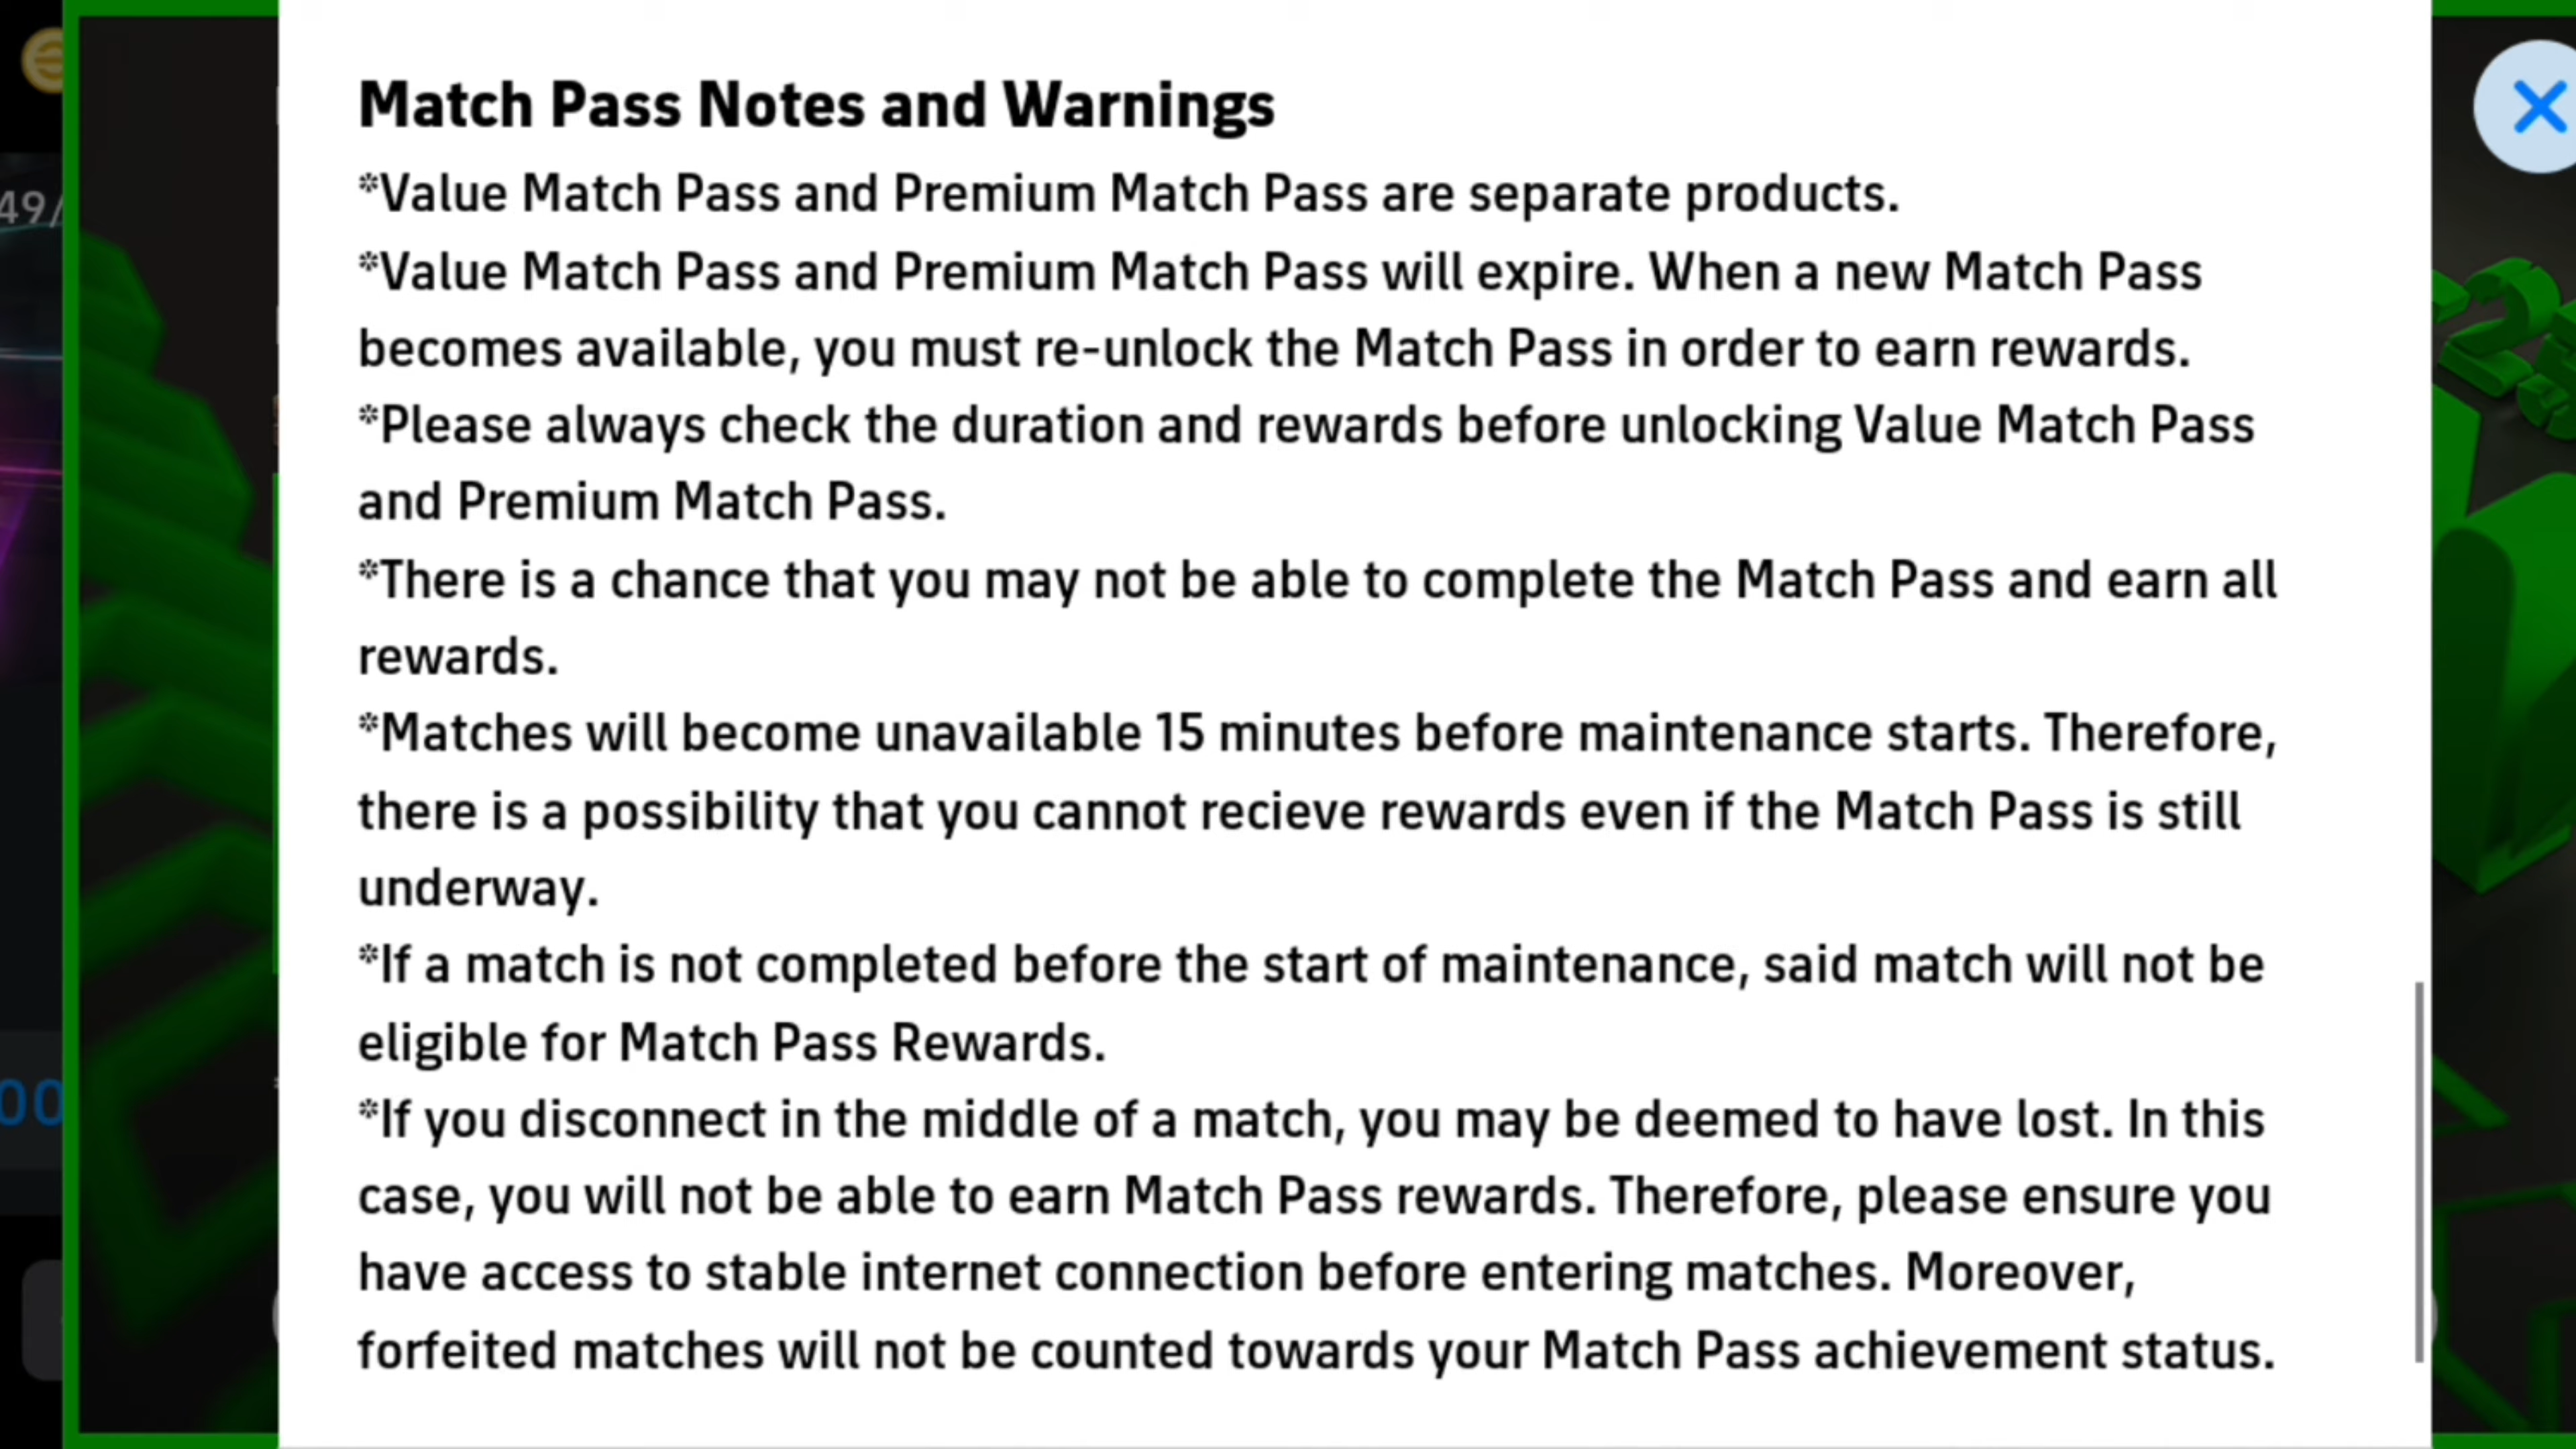 Match Pass Notes and Warnings
*Value Match Pass and Premium Match Pass are separate products.
*Value Match Pass and Premium Match Pass will expire. When a new Match Pass
becomes available, you must re-unlock the Match Pass in order to earn rewards.
*Please always check the duration and rewards before unlocking Value Match Pass
and Premium Match Pass.
*There is a chance that you may not be able to complete the Match Pass and earn all
rewards.
*Matches will become unavailable 15 minutes before maintenance starts. Therefore,
there is a possibility that you cannot recieve rewards even if the Match Pass is still
underway.
*If a match is not completed before the start of maintenance, said match will not be
eligible for Match Pass Rewards.
*If you disconnect in the middle of a match, you may be deemed to have lost. In this
case, you will not be able to earn Match Pass rewards. Therefore, please ensure you
have access to stable internet connection before entering matches. Moreover,
forfeited matches will not be counted towards your Match Pass achievement status.
49/
00